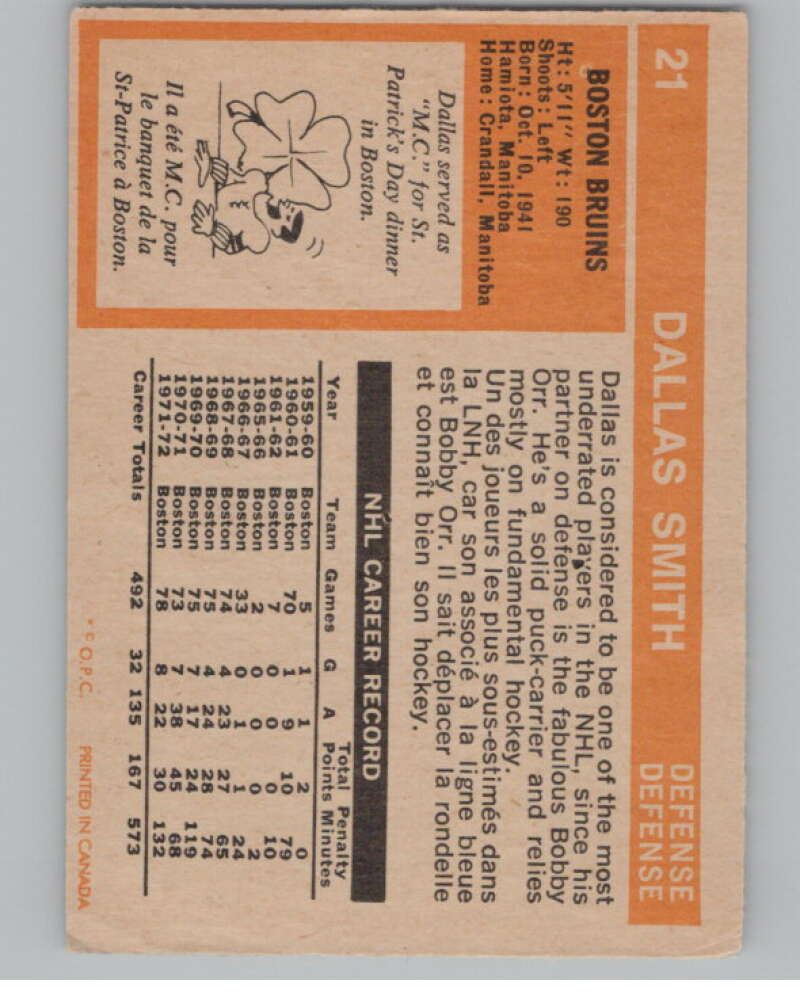 21 DALLAS SMITH DEFENSE
DEFENSE
BOSTON BRUINS
Ht: 5'11" Wt: 190
Shoots: Left
Born: Oct. 10, 1941
Hamiota, Manitoba
Home: Crandall, Manitoba
Dallas served as
"M.C." for St.
Patrick's Day dinner
in Boston.
Il a été M.C. pour
le banquet de la
St-Patrice à Boston.
Dallas is considered to be one of the most
underrated players in the NHL, since his
partner on defense is the fabulous Bobby
Orr. He's a solid puck-carrier and relies
mostly on fundamental hockey.
Un des joueurs les plus sous-estimés dans
la LNH, car son associé à la ligne bleue
est Bobby Orr. Il sait déplacer la rondelle
et connaît bien son hockey.
NHL CAREER RECORD
Total Penalty
Year Team Games G A Points Minutes
1959-60 Boston 5 1 1 2 0
1960-61 Boston 70 1 9 10 79
1961-62 Boston 7 0 0 0 10
1965-66 Boston 2 0 0 0 2
1966-67 Boston 33 0 1 1 24
1967-68 Boston 74 4 23 27 65
1968-69 Boston 75 4 24 28 74
1969-70 Boston 75 7 17 24 119
1970-71 Boston 73 7 38 45 68
1971-72 Boston 78 8 22 30 132
Career Totals 492 32 135 167 573
* © O.P.C. PRINTED IN CANADA